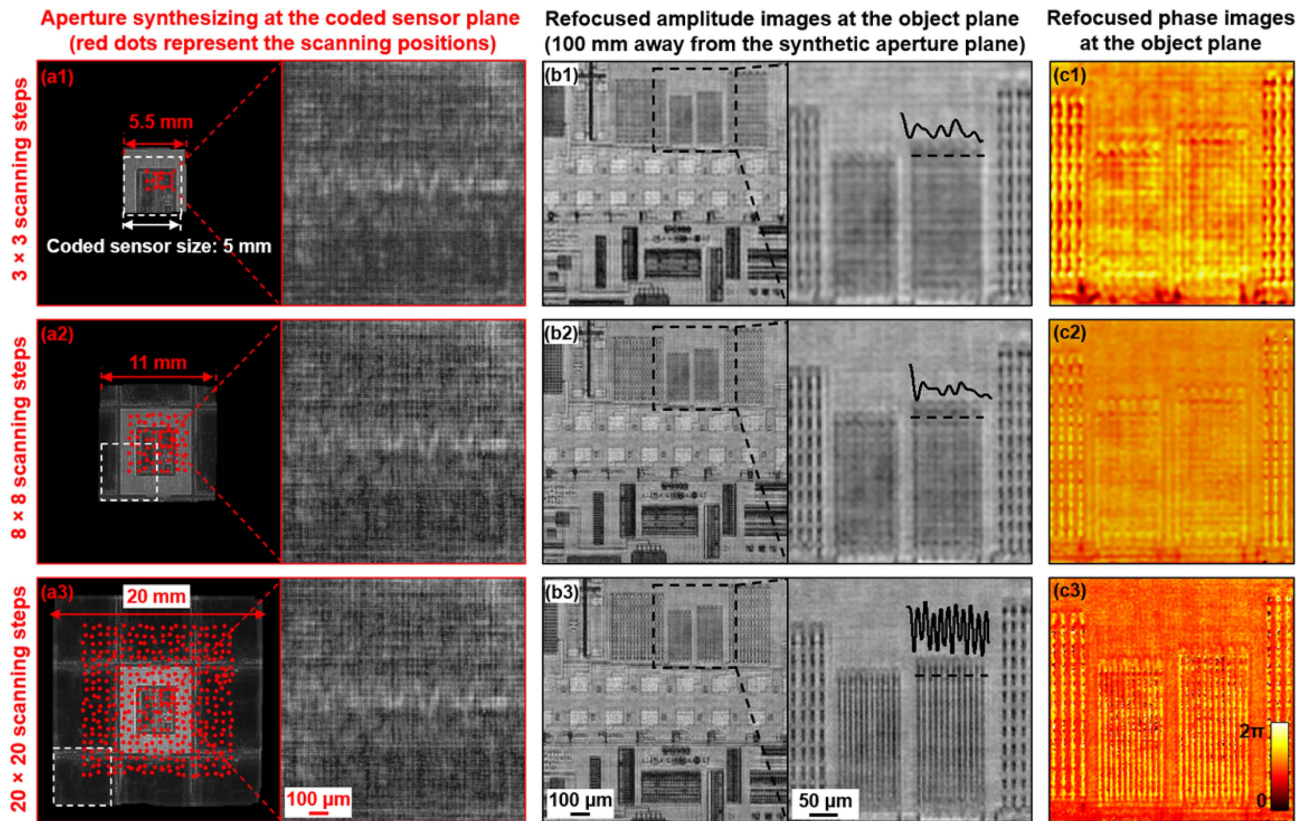 Aperture synthesizing at the coded sensor plane
(red dots represent the scanning positions)
Refocused amplitude images at the object plane
(100 mm away from the synthetic aperture plane)
Refocused phase images
at the object plane
3 × 3 scanning steps
(a1)
5.5 mm
Coded sensor size: 5 mm
(b1)
(c1)
8 × 8 scanning steps
(a2)
11 mm
(b2)
(c2)
20 × 20 scanning steps
(a3)
20 mm
100 µm
(b3)
100 µm
50 µm
(c3)
2π
0